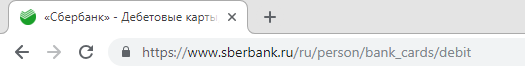 «Сбербанк» - Дебетовые карты
https://www.sberbank.ru/ru/person/bank_cards/debit